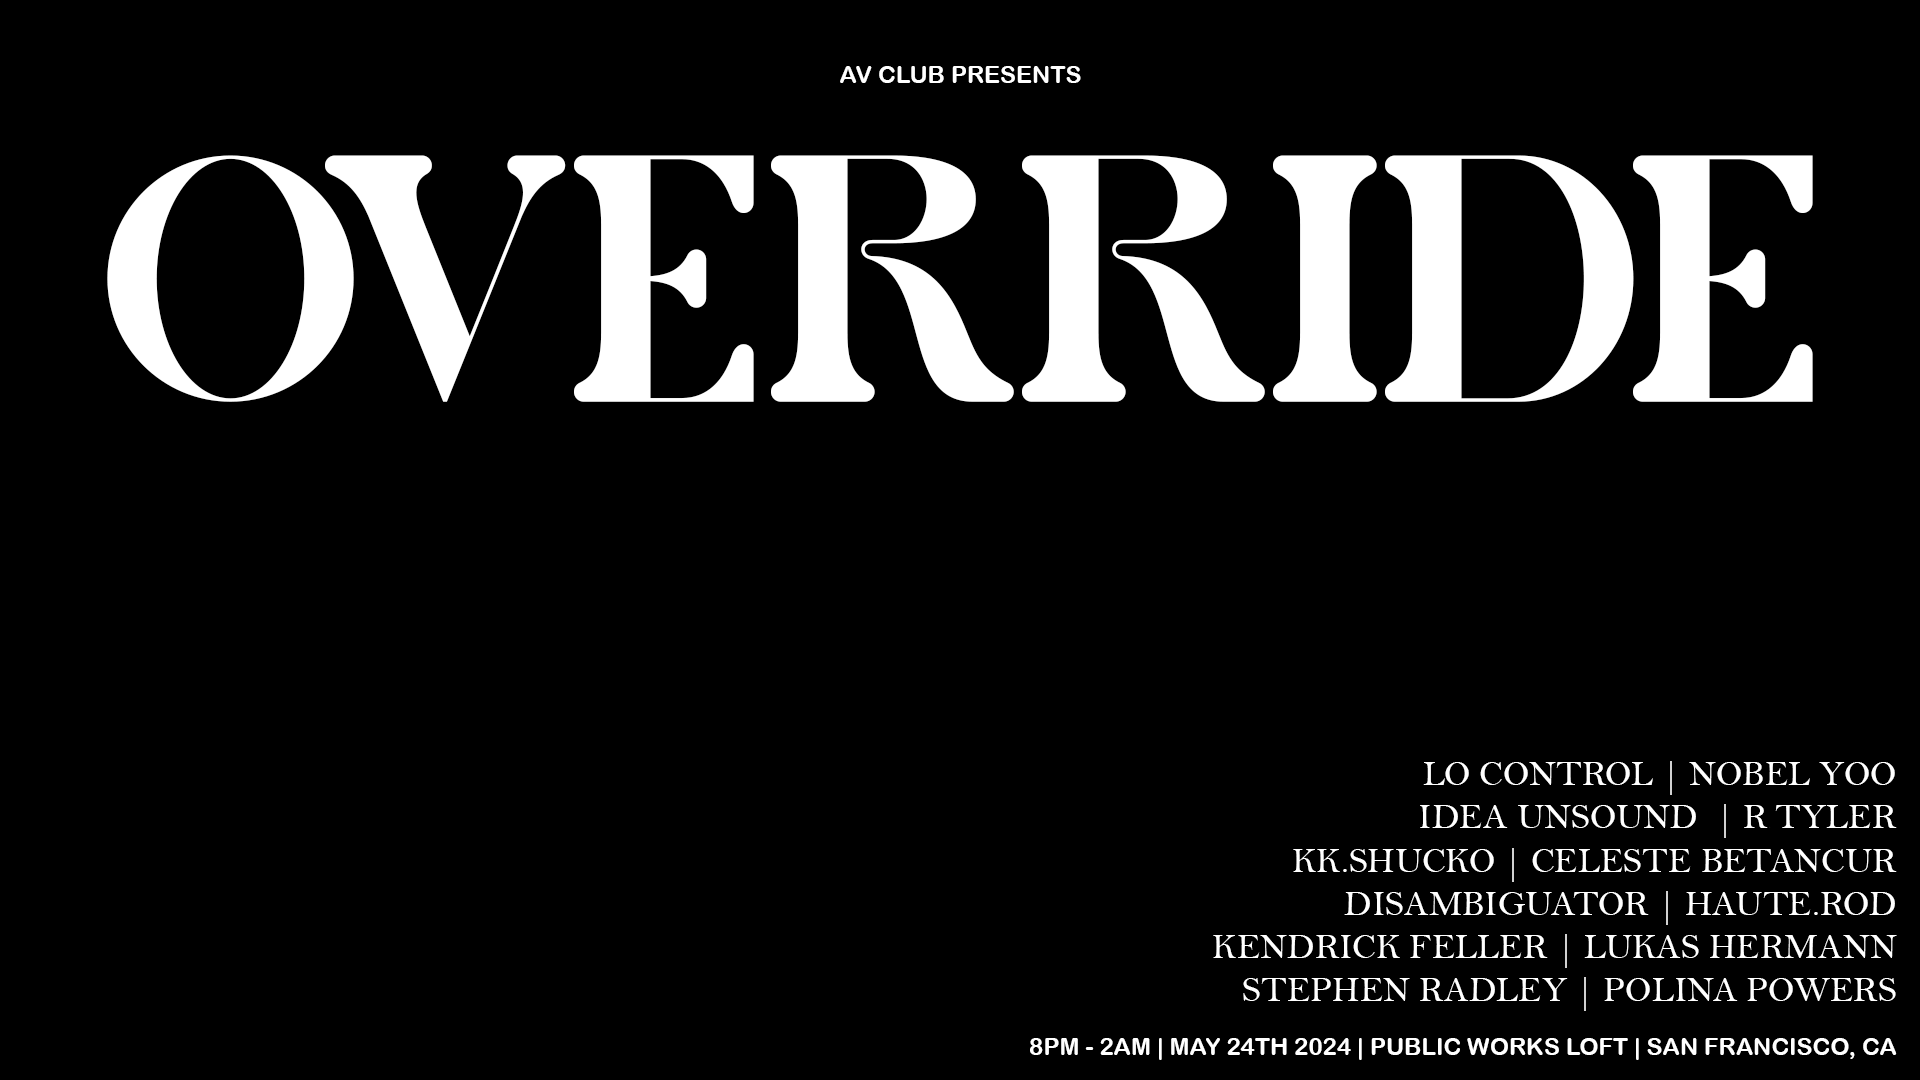 AV CLUB PRESENTS
OVERRIDE
LO CONTROL | NOBEL YOO
IDEA UNSOUND | R TYLER
KK.SHUCKO | CELESTE BETANCUR
DISAMBIGUATOR | HAUTE.ROD
KENDRICK FELLER | LUKAS HERMANN
STEPHEN RADLEY | POLINA POWERS
8PM - 2AM | MAY 24TH 2024 | PUBLIC WORKS LOFT | SAN FRANCISCO, CA